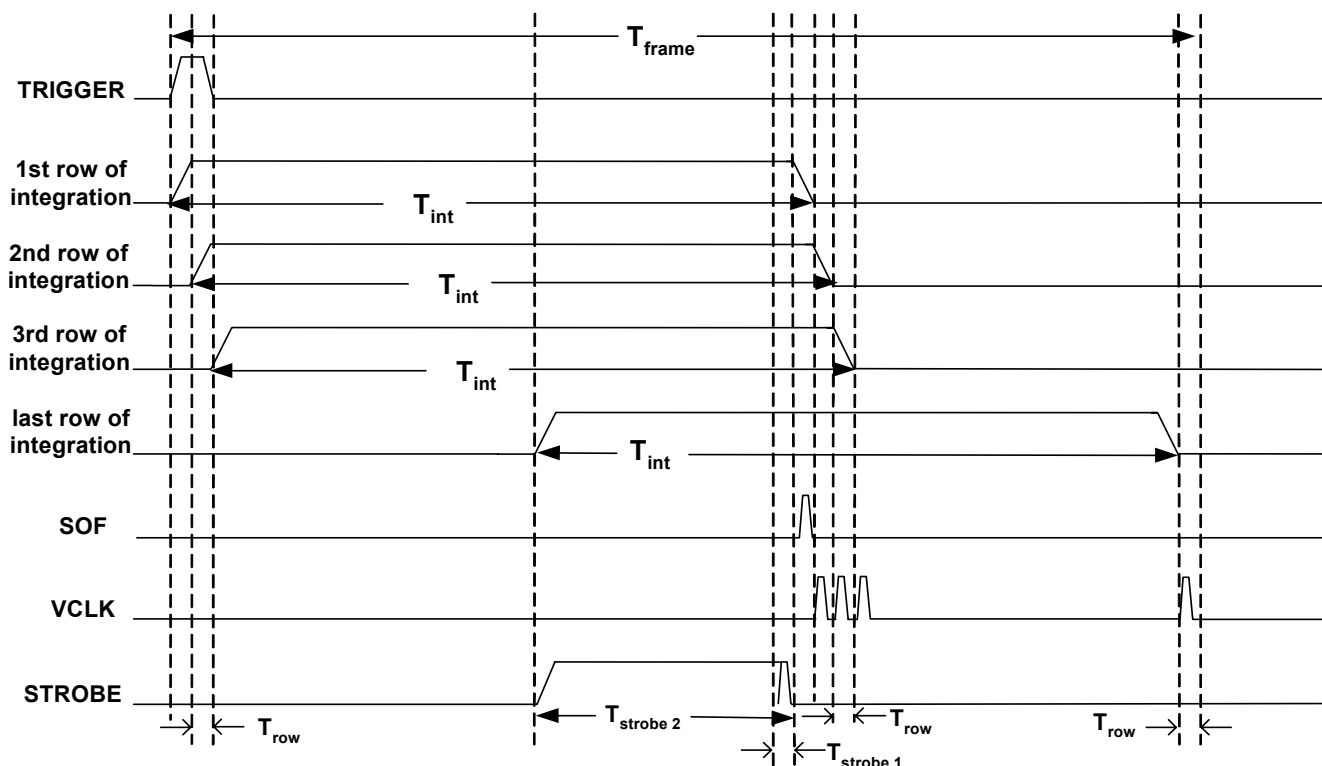 T_frame
TRIGGER
1st row of
integration
T_int
2nd row of
integration
T_int
3rd row of
integration
T_int
last row of
integration
T_int
SOF
VCLK
STROBE
T_strobe 2
T_row
T_row
T_row
T_strobe 1